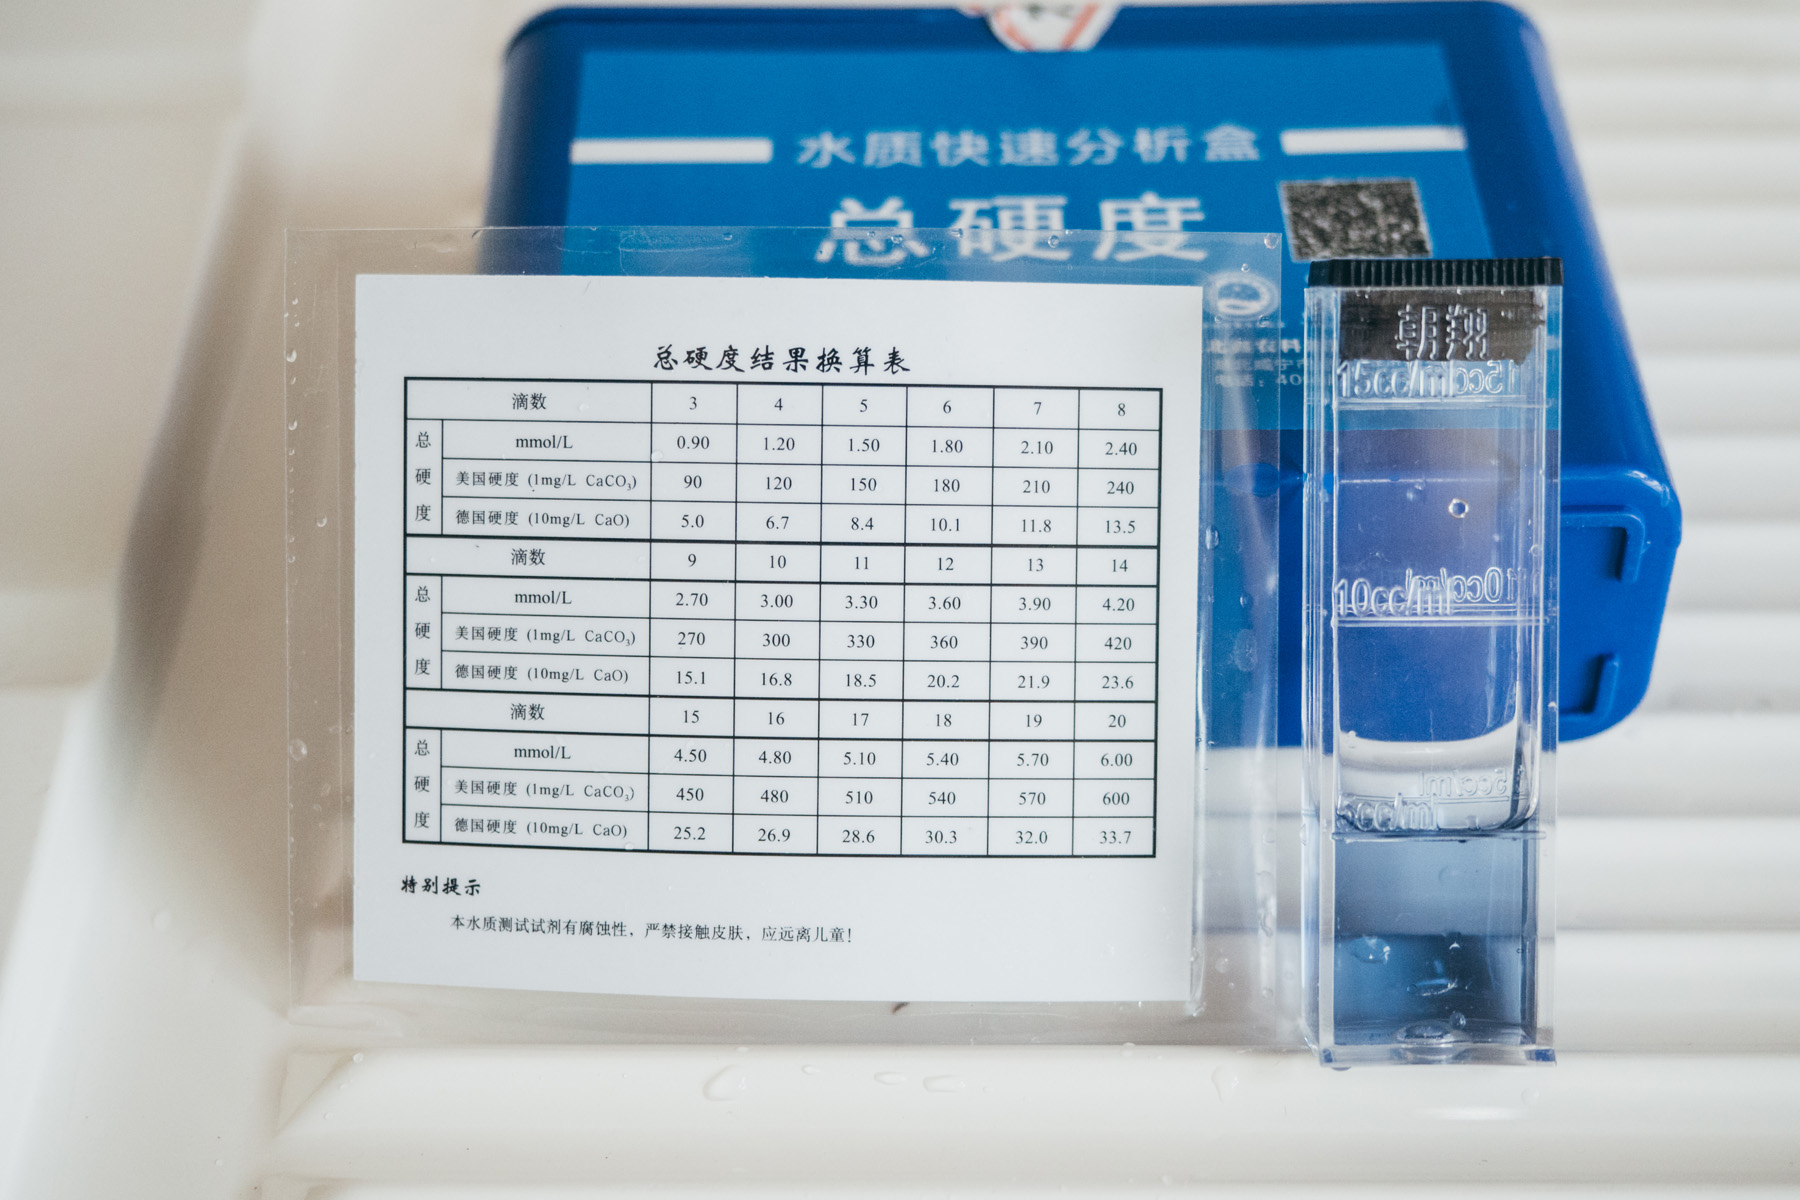 水质快速分析盒
总硬度
总硬度结果换算表
滴数 3 4 5 6 7 8
总硬度
mmol/L 0.90 1.20 1.50 1.80 2.10 2.40
美国硬度 (1mg/L CaCO₃) 90 120 150 180 210 240
德国硬度 (10mg/L CaO) 5.0 6.7 8.4 10.1 11.8 13.5
滴数 9 10 11 12 13 14
总硬度
mmol/L 2.70 3.00 3.30 3.60 3.90 4.20
美国硬度 (1mg/L CaCO₃) 270 300 330 360 390 420
德国硬度 (10mg/L CaO) 15.1 16.8 18.5 20.2 21.9 23.6
滴数 15 16 17 18 19 20
总硬度
mmol/L 4.50 4.80 5.10 5.40 5.70 6.00
美国硬度 (1mg/L CaCO₃) 450 480 510 540 570 600
德国硬度 (10mg/L CaO) 25.2 26.9 28.6 30.3 32.0 33.7
特别提示
本水质测试试剂有腐蚀性，严禁接触皮肤，应远离儿童！
朝翔
15cc/ml
10cc/ml
5cc/ml